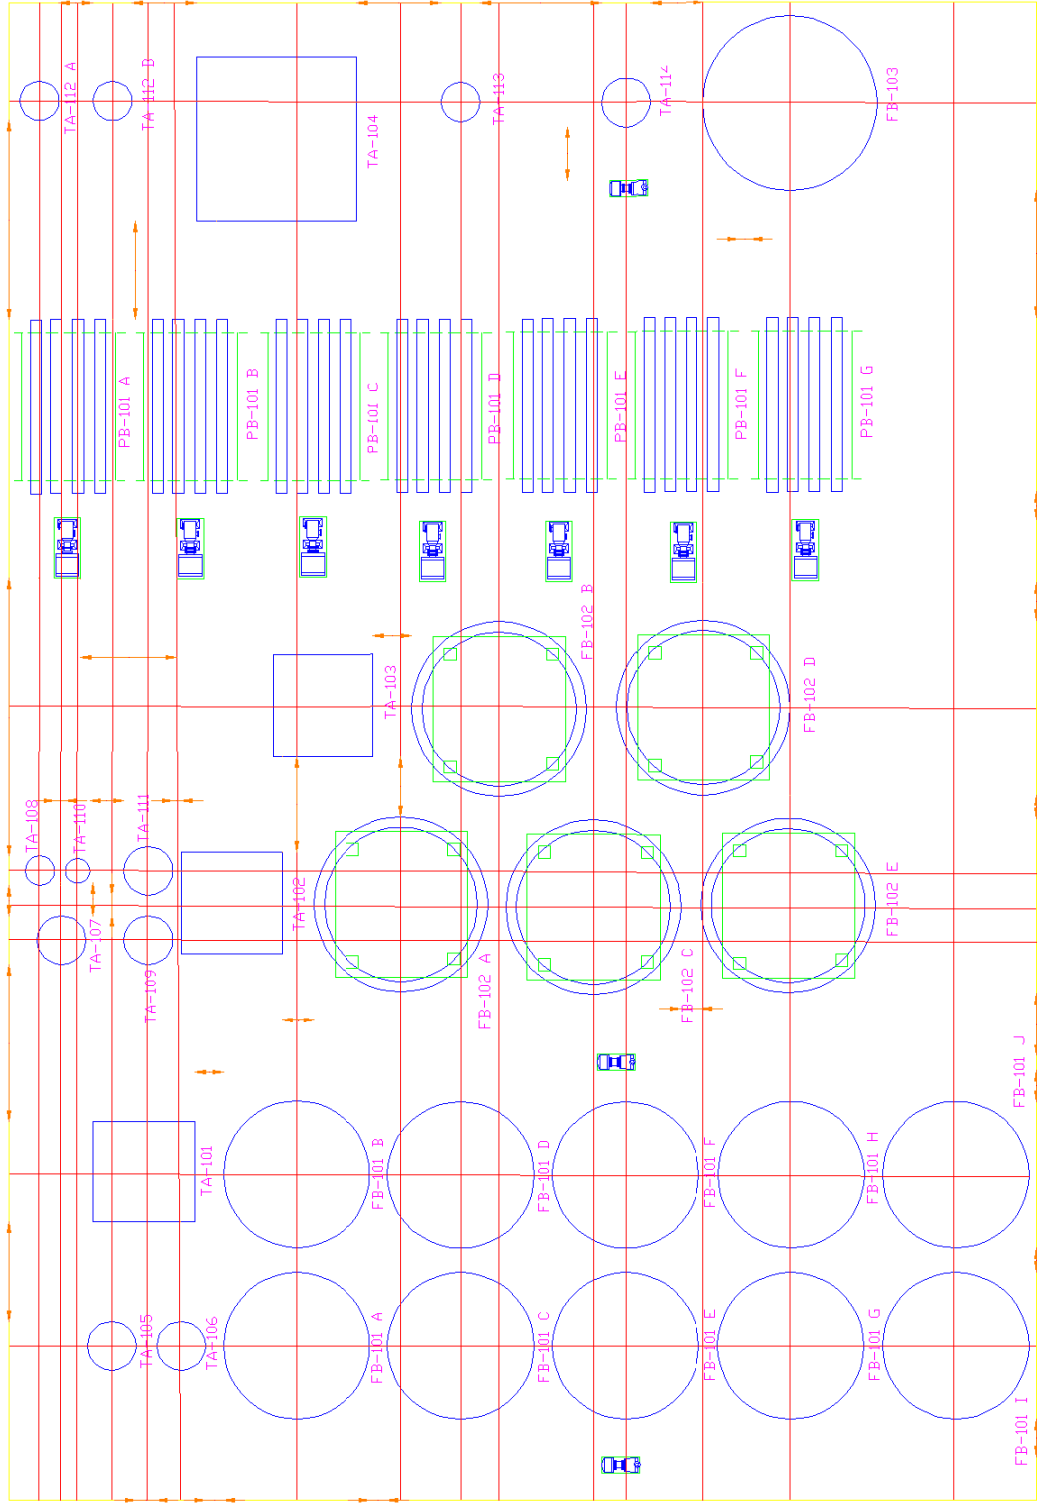 TA-112 A
TA-112 B
TA-104
TA-113
TA-114
FB-103
PB-101 A
PB-101 B
PB-101 C
PB-101 D
PB-101 E
PB-101 F
PB-101 G
FB-102 B
FB-102 D
TA-103
TA-108
TA-110
TA-111
TA-107
TA-109
TA-102
FB-102 A
FB-102 C
FB-102 E
FB-101 J
TA-101
FB-101 B
FB-101 D
FB-101 F
FB-101 H
TA-105
TA-106
FB-101 A
FB-101 C
FB-101 E
FB-101 G
FB-101 I